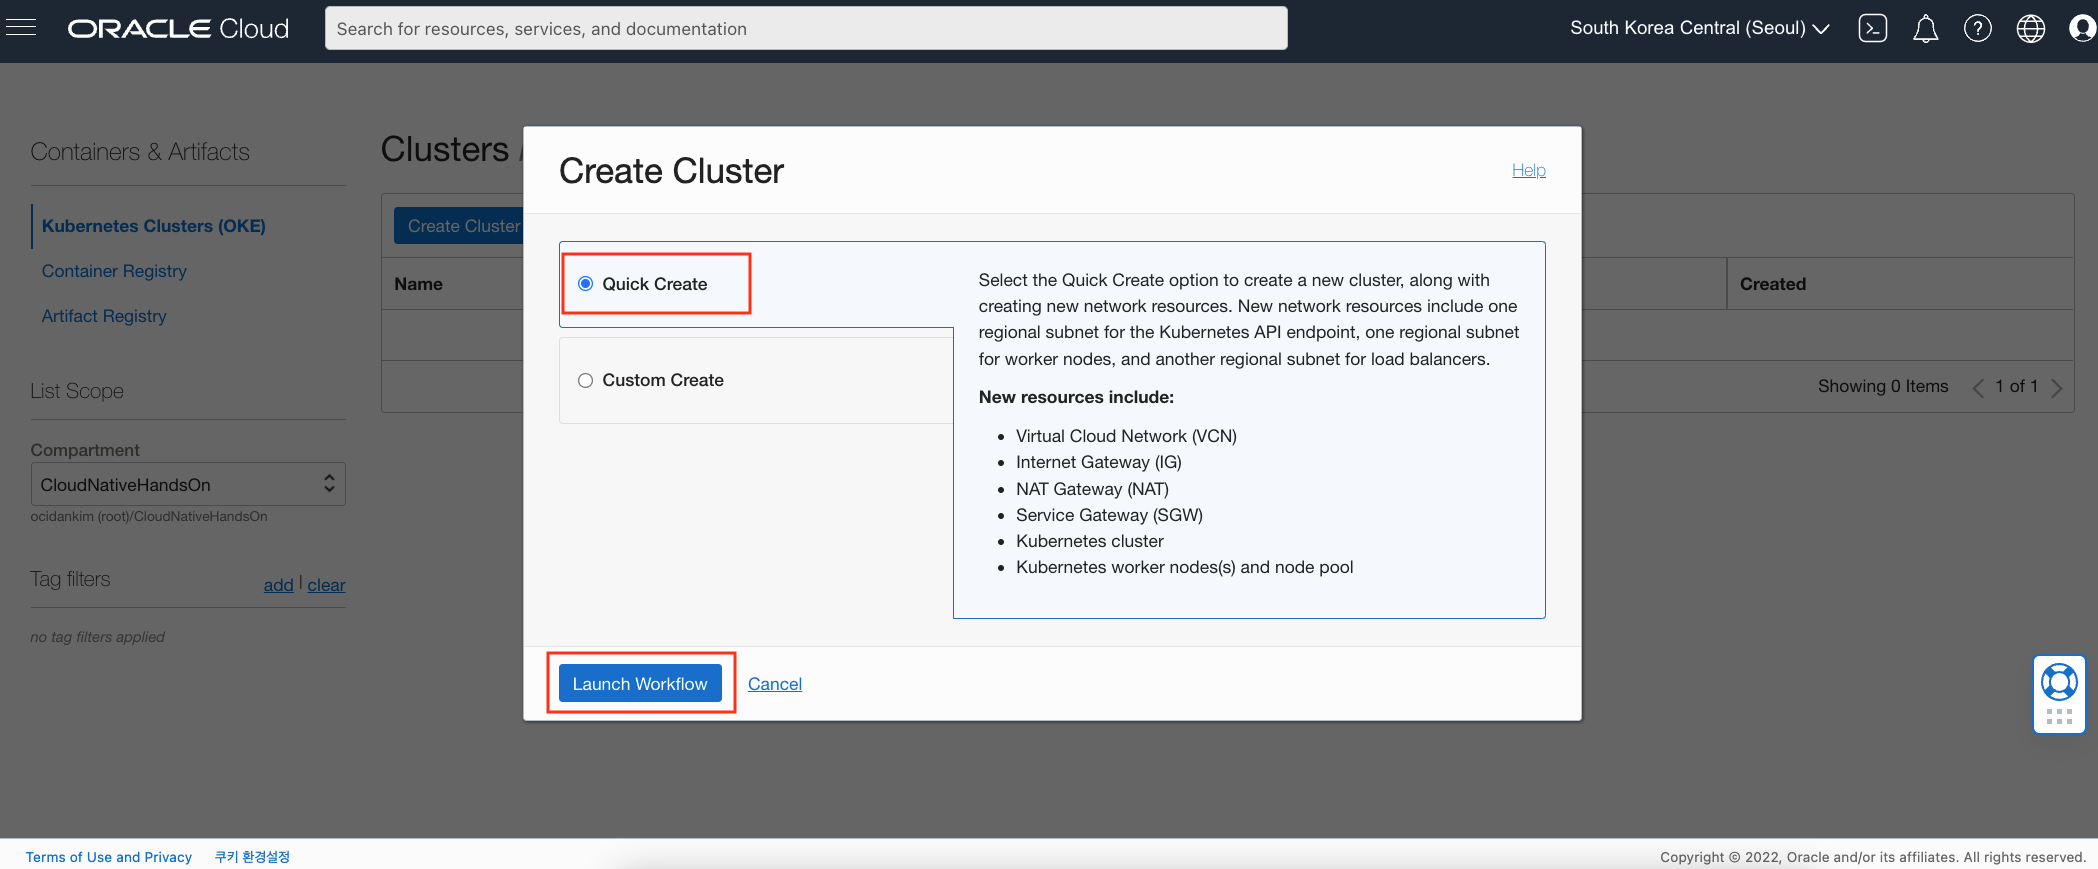 ORACLE Cloud
Search for resources, services, and documentation
South Korea Central (Seoul)
Containers & Artifacts
Kubernetes Clusters (OKE)
Container Registry
Artifact Registry
List Scope
Compartment
CloudNativeHandsOn
ocidankim (root)/CloudNativeHandsOn
Tag filters
add | clear
no tag filters applied
Clusters
Create Cluster
Name
Created
Showing 0 Items
1 of 1
Create Cluster
Help
Quick Create
Custom Create
Select the Quick Create option to create a new cluster, along with
creating new network resources. New network resources include one
regional subnet for the Kubernetes API endpoint, one regional subnet
for worker nodes, and another regional subnet for load balancers.
New resources include:
• Virtual Cloud Network (VCN)
• Internet Gateway (IG)
• NAT Gateway (NAT)
• Service Gateway (SGW)
• Kubernetes cluster
• Kubernetes worker nodes(s) and node pool
Launch Workflow
Cancel
Terms of Use and Privacy
쿠키 환경설정
Copyright © 2022, Oracle and/or its affiliates. All rights reserved.